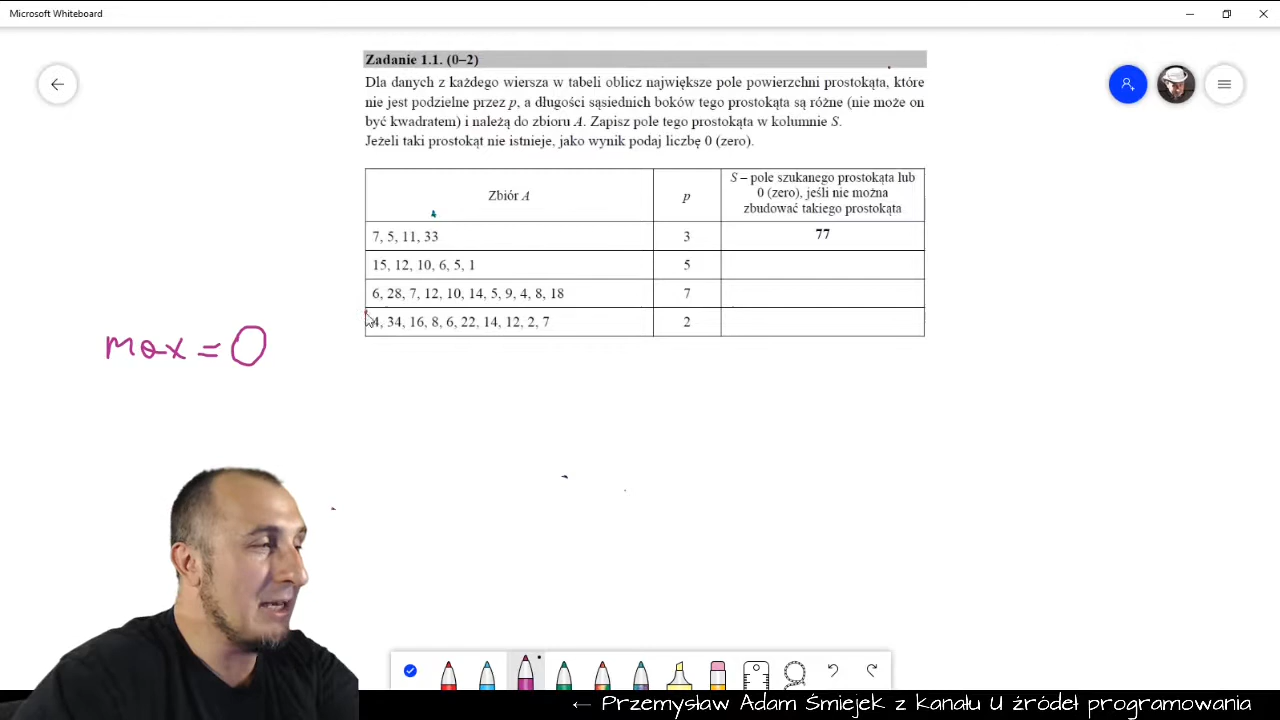 Microsoft Whiteboard
Zadanie 1.1. (0–2)
Dla danych z każdego wiersza w tabeli oblicz największe pole powierzchni prostokąta, które
nie jest podzielne przez p, a długości sąsiednich boków tego prostokąta są różne (nie może on
być kwadratem) i należą do zbioru A. Zapisz pole tego prostokąta w kolumnie S.
Jeżeli taki prostokąt nie istnieje, jako wynik podaj liczbę 0 (zero).
Zbiór A
p
S – pole szukanego prostokąta lub
0 (zero), jeśli nie można
zbudować takiego prostokąta
7, 5, 11, 33
3
77
15, 12, 10, 6, 5, 1
5
6, 28, 7, 12, 10, 14, 5, 9, 4, 8, 18
7
4, 34, 16, 8, 6, 22, 14, 12, 2, 7
2
max = 0
← Przemysław Adam Śmiejek z kanału U źródeł programowania